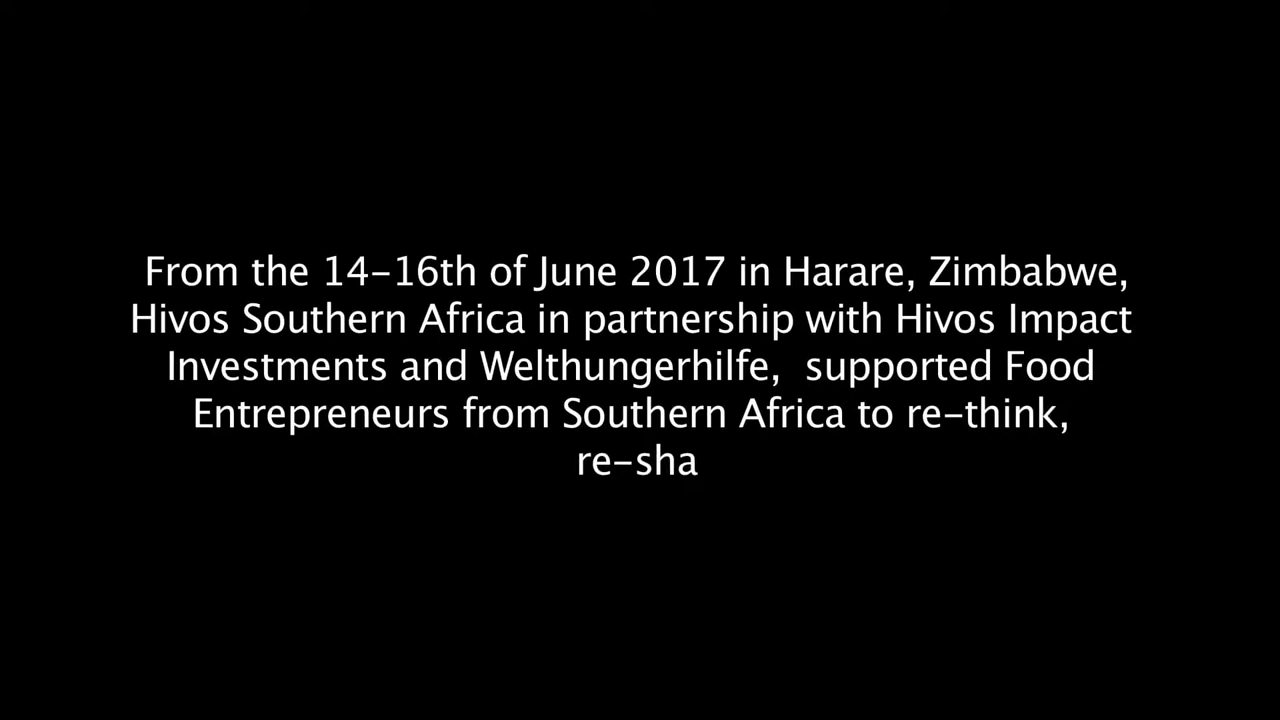 From the 14-16th of June 2017 in Harare, Zimbabwe,
Hivos Southern Africa in partnership with Hivos Impact
Investments and Welthungerhilfe,  supported Food
Entrepreneurs from Southern Africa to re-think,
re-sha